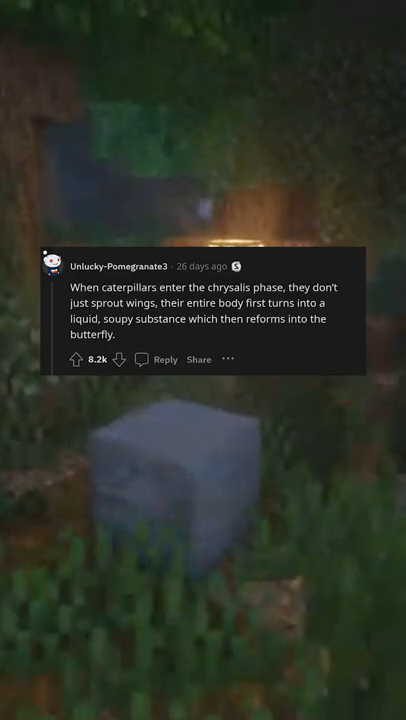 Unlucky-Pomegranate3 · 26 days ago S
When caterpillars enter the chrysalis phase, they don't
just sprout wings, their entire body first turns into a
liquid, soupy substance which then reforms into the
butterfly.
8.2k Reply Share ···